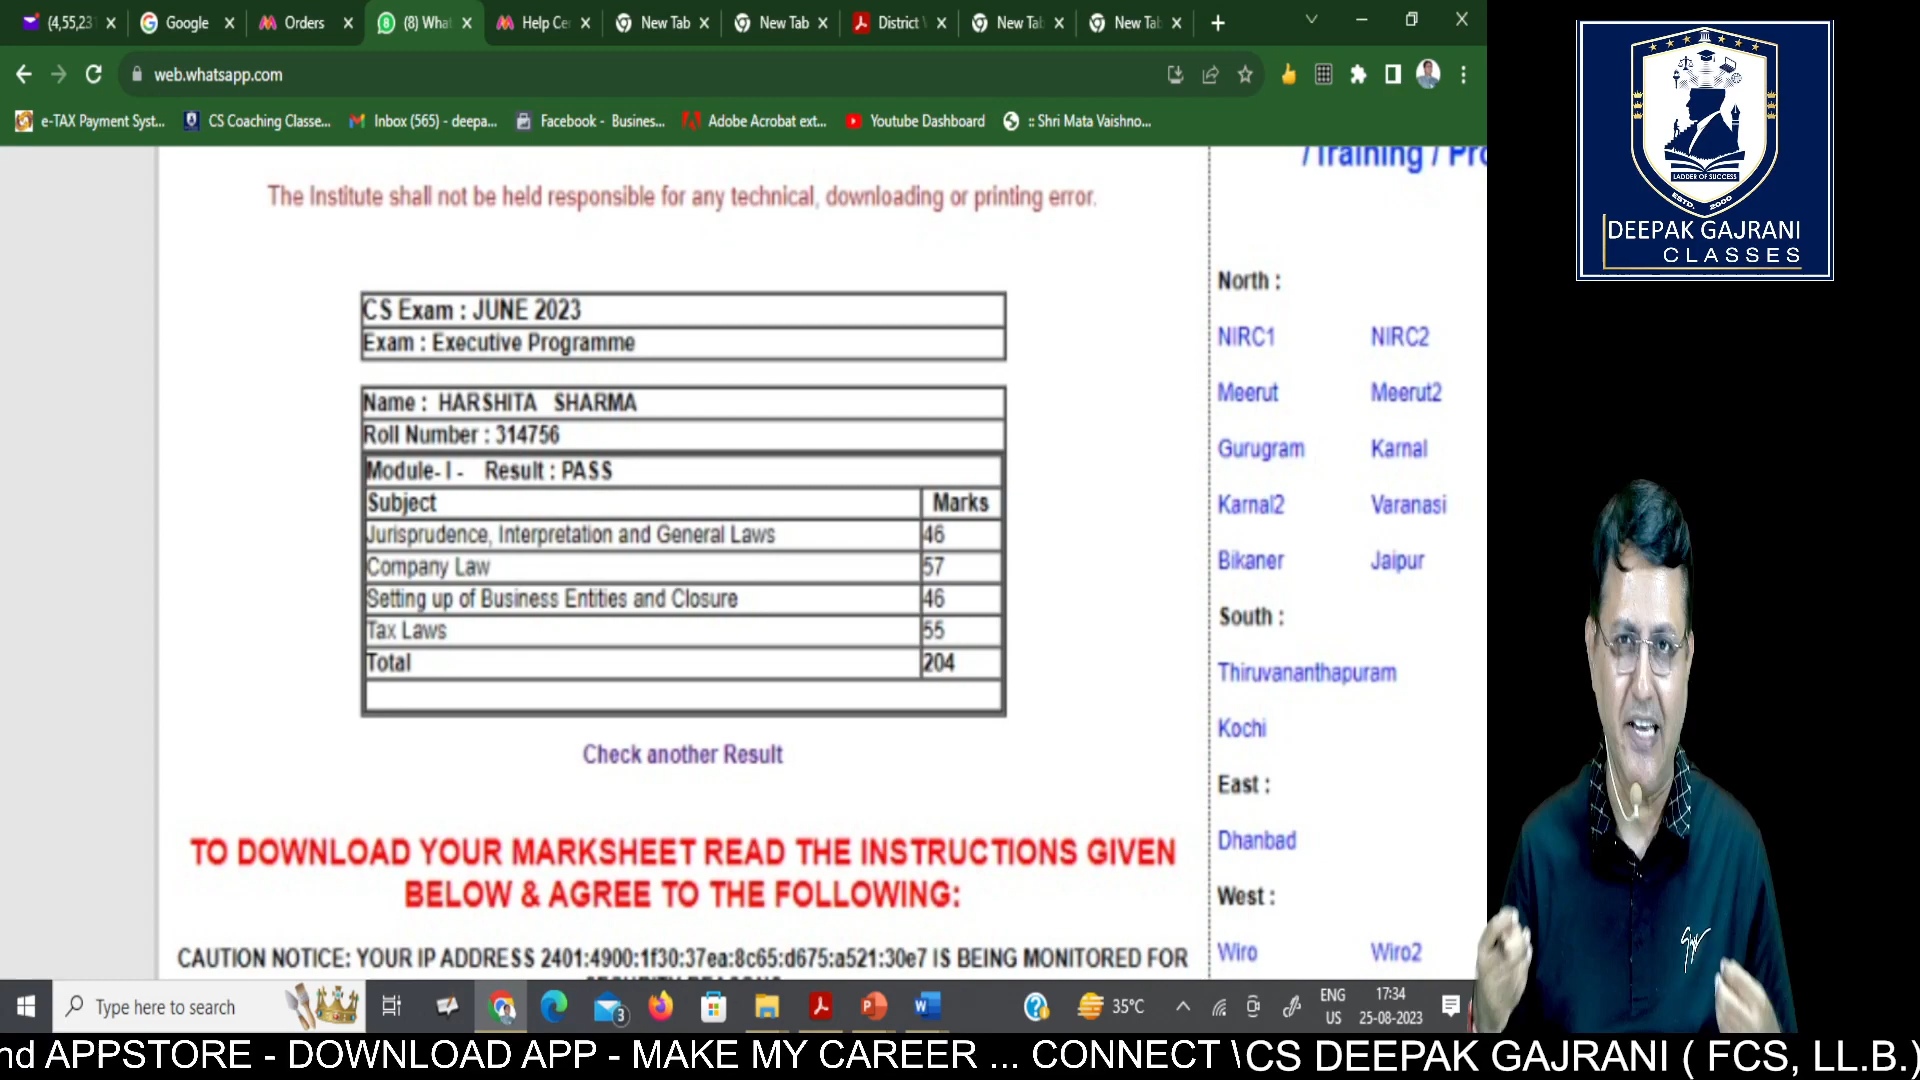 (4,55,23
Google
Orders
(8) What
Help Ce
New Tab
New Tab
District
New Tab
New Tab
web.whatsapp.com
e-TAX Payment Syst...
CS Coaching Classe...
Inbox (565) - deepa...
Facebook - Busines...
Adobe Acrobat ext...
Youtube Dashboard
:: Shri Mata Vaishno...
/Training / Pro
The Institute shall not be held responsible for any technical, downloading or printing error.
CS Exam : JUNE 2023
Exam : Executive Programme
Name : HARSHITA SHARMA
Roll Number : 314756
Module- I - Result : PASS
Subject Marks
Jurisprudence, Interpretation and General Laws 46
Company Law 57
Setting up of Business Entities and Closure 46
Tax Laws 55
Total 204
Check another Result
TO DOWNLOAD YOUR MARKSHEET READ THE INSTRUCTIONS GIVEN
BELOW & AGREE TO THE FOLLOWING:
CAUTION NOTICE: YOUR IP ADDRESS 2401:4900:1f30:37ea:8c65:d675:a521:30e7 IS BEING MONITORED FOR
North :
NIRC1 NIRC2
Meerut Meerut2
Gurugram Karnal
Karnal2 Varanasi
Bikaner Jaipur
South :
Thiruvananthapuram
Kochi
East :
Dhanbad
West :
Wiro Wiro2
LADDER OF SUCCESS
ESTD. 2000
DEEPAK GAJRANI
CLASSES
Type here to search
3
35°C
ENG
US
17:34
25-08-2023
nd APPSTORE - DOWNLOAD APP - MAKE MY CAREER ... CONNECT \
CS DEEPAK GAJRANI ( FCS, LL.B.)